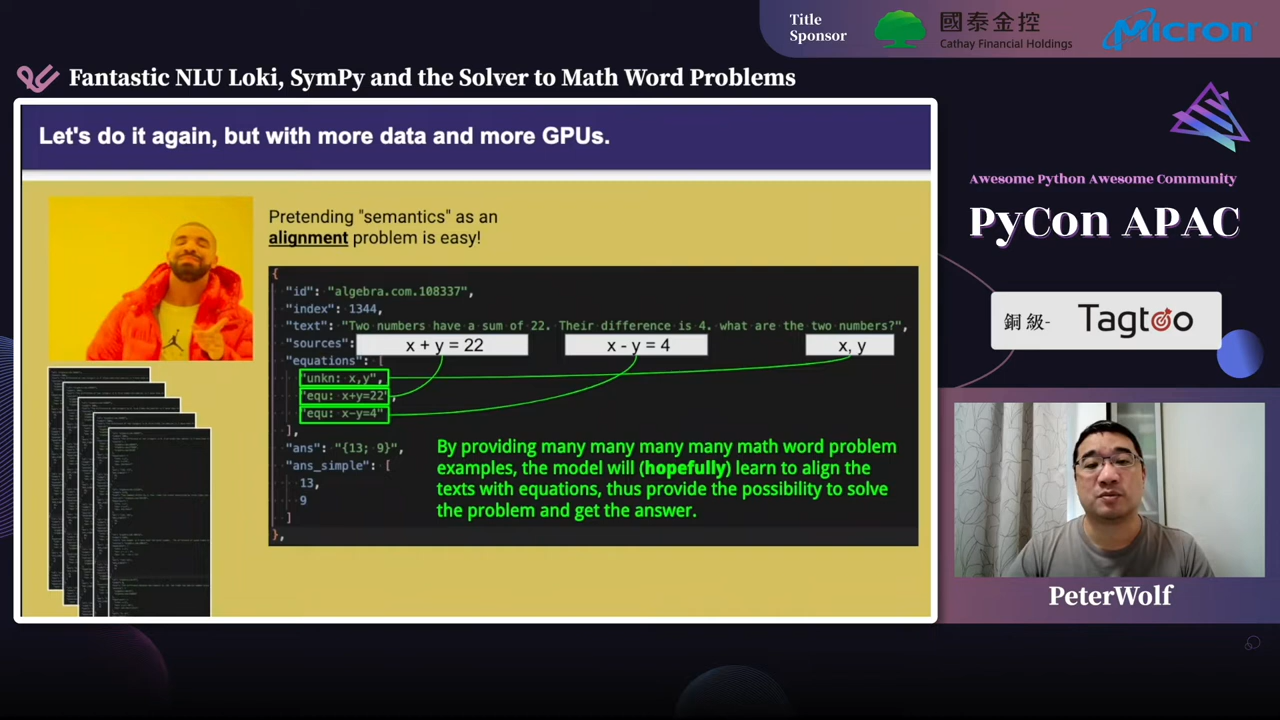 Title
Sponsor
國泰金控
Cathay Financial Holdings
Micron
Fantastic NLU Loki, SymPy and the Solver to Math Word Problems
Let's do it again, but with more data and more GPUs.
Pretending "semantics" as an
alignment problem is easy!
{
"id": "algebra.com.108337",
"index": 1344,
"text": "Two numbers have a sum of 22. Their difference is 4. what are the two numbers?",
"sources":
x + y = 22
x - y = 4
x, y
"equations": [
"unkn: x,y",
"equ: x+y=22",
"equ: x-y=4"
],
"ans": "{13; 9}",
"ans_simple": [
13,
9
]
},
By providing many many many many math word problem
examples, the model will (hopefully) learn to align the
texts with equations, thus provide the possibility to solve
the problem and get the answer.
Awesome Python Awesome Community
PyCon APAC
銅級-
Tagtoo
PeterWolf